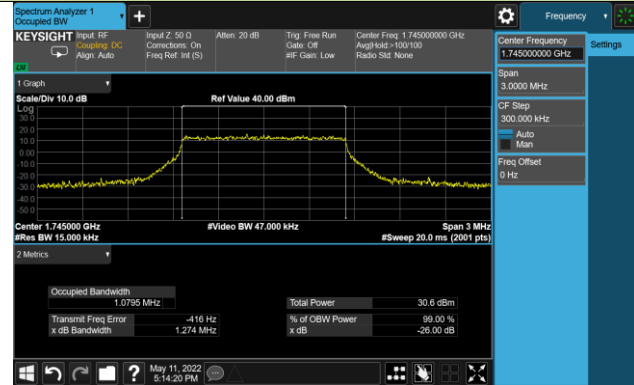 Spectrum Analyzer 1
Occupied BW
Frequency
KEYSIGHT
Input: RF
Coupling: DC
Align: Auto
Input Z: 50 Ω
Corrections: On
Freq Ref: Int (S)
Atten: 20 dB
Trig: Free Run
Gate: Off
#IF Gain: Low
Center Freq: 1.745000000 GHz
Avg|Hold:>100/100
Radio Std: None
1 Graph
Scale/Div 10.0 dB
Ref Value 40.00 dBm
Log
30.0
20.0
10.0
0.00
-10.0
-20.0
-30.0
-40.0
-50.0
Center 1.745000 GHz
#Video BW 47.000 kHz
Span 3 MHz
#Res BW 15.000 kHz
#Sweep 20.0 ms (2001 pts)
2 Metrics
Occupied Bandwidth
1.0795 MHz
Total Power 30.6 dBm
Transmit Freq Error -416 Hz
% of OBW Power 99.00 %
x dB Bandwidth 1.274 MHz
x dB -26.00 dB
Center Frequency
1.745000000 GHz
Settings
Span
3.0000 MHz
CF Step
300.000 kHz
Auto
Man
Freq Offset
0 Hz
May 11, 2022
5:14:20 PM